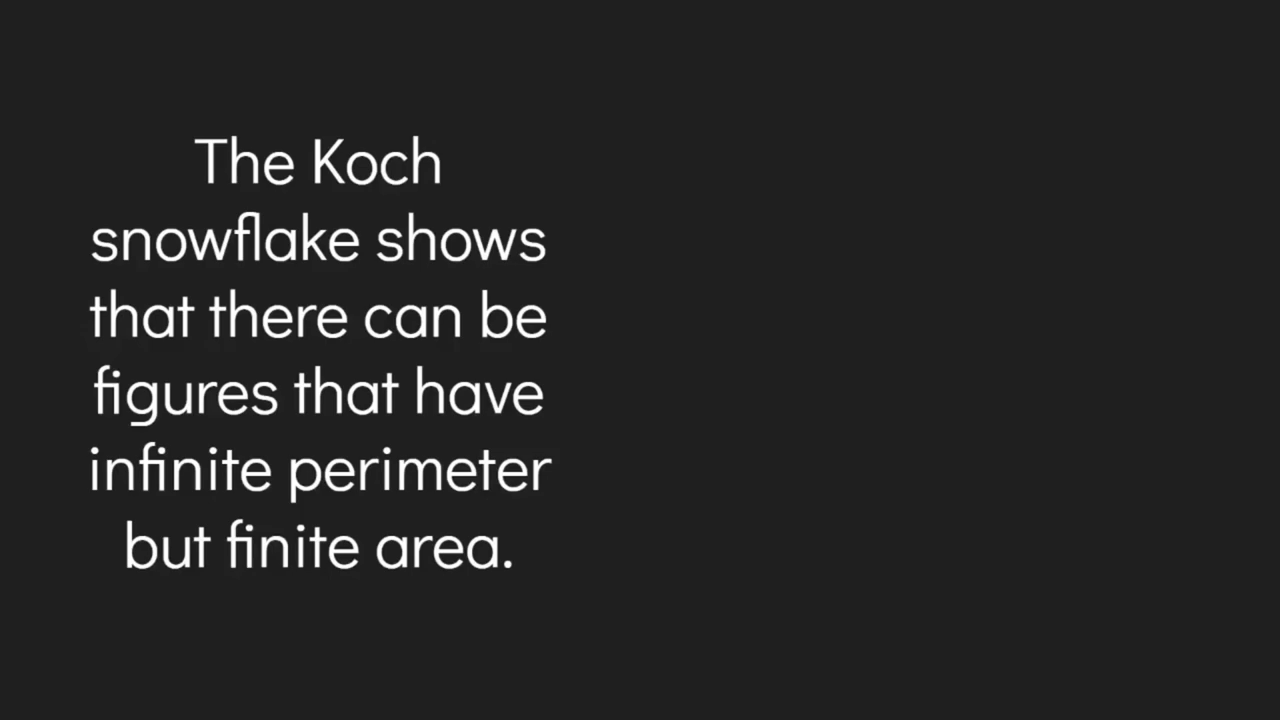 The Koch
snowflake shows
that there can be
figures that have
infinite perimeter
but finite area.